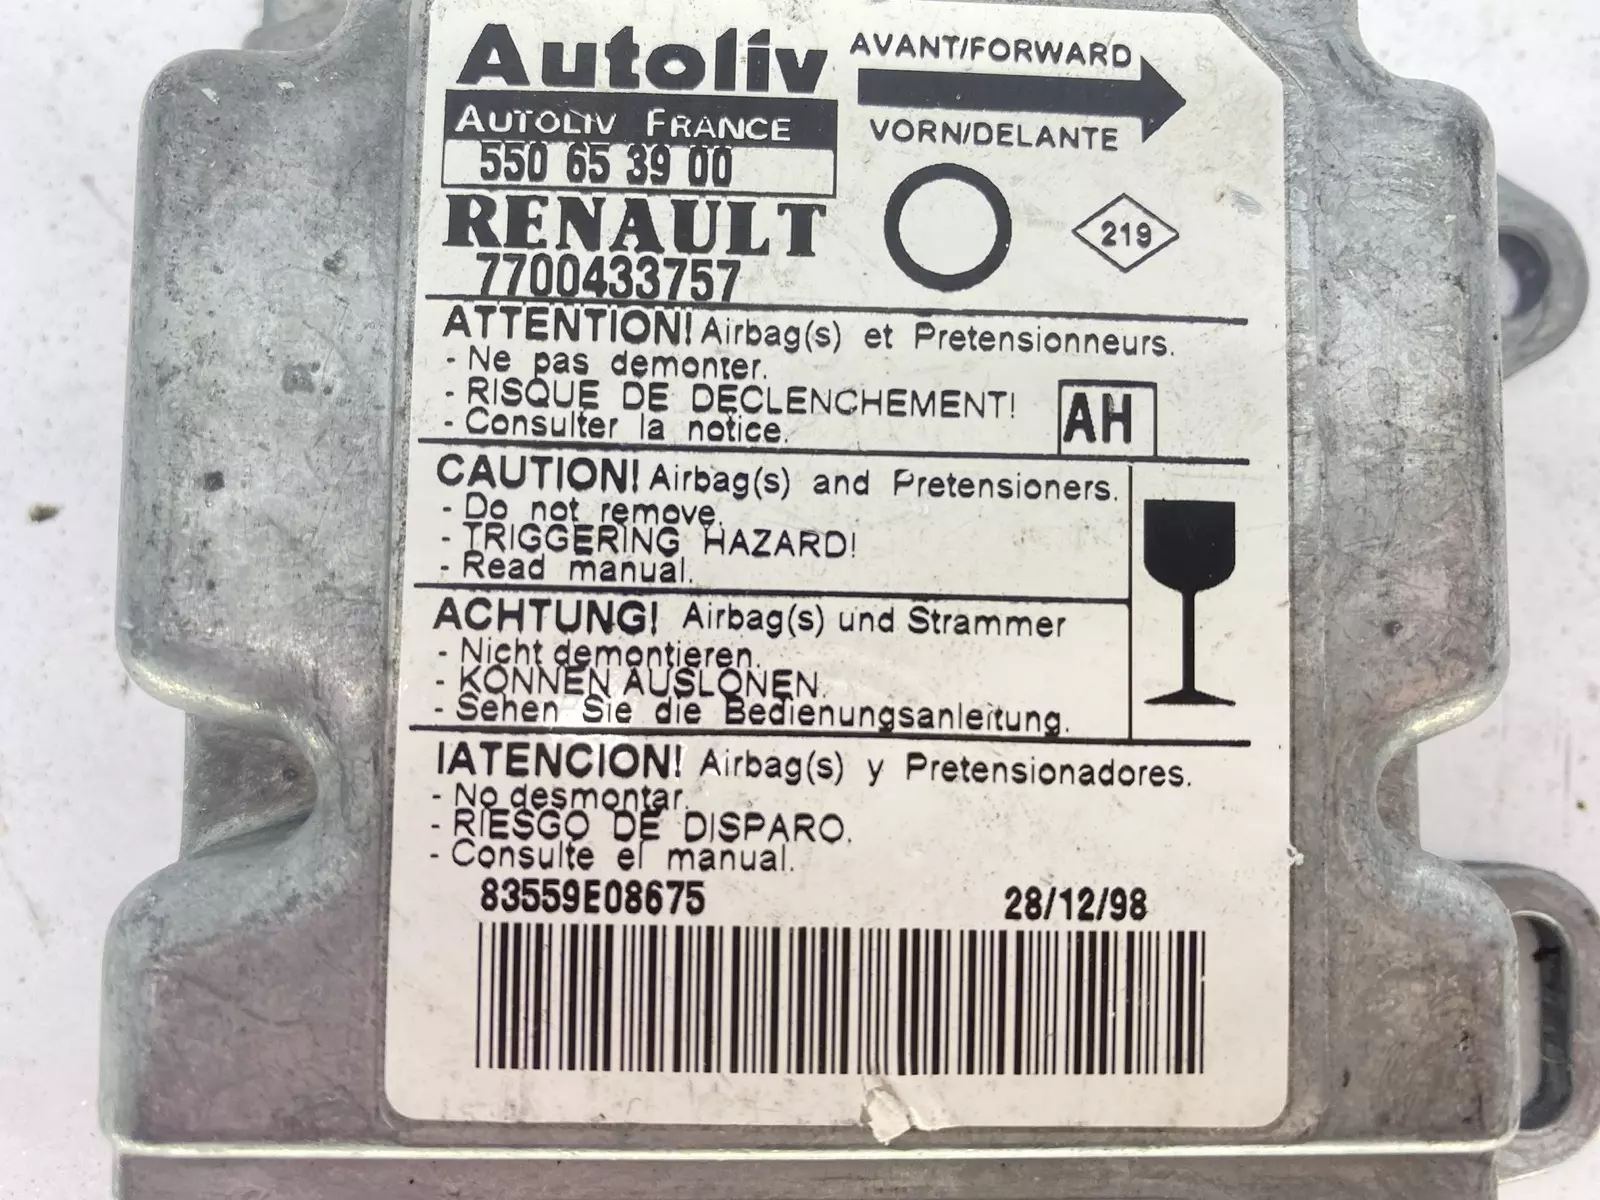 Autoliv
AUTOLIV FRANCE
550 65 39 00
AVANT/FORWARD
VORN/DELANTE
RENAULT
7700433757
219
ATTENTION! Airbag(s) et Pretensionneurs.
- Ne pas demonter.
- RISQUE DE DECLENCHEMENT!
- Consulter la notice.
AH
CAUTION! Airbag(s) and Pretensioners.
- Do not remove.
- TRIGGERING HAZARD!
- Read manual.
ACHTUNG! Airbag(s) und Strammer
- Nicht demontieren.
- KONNEN AUSLONEN.
- Sehen Sie die Bedienungsanleitung.
!ATENCION! Airbag(s) y Pretensionadores.
- No desmontar.
- RIESGO DE DISPARO.
- Consulte el manual.
83559E08675 28/12/98